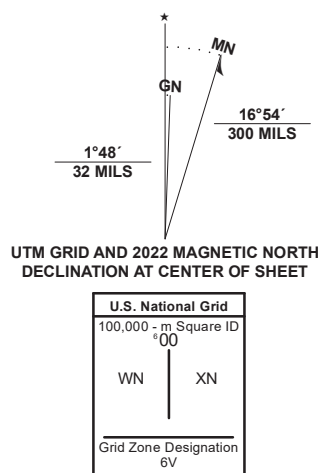 ★
MN
GN
16°54´
300 MILS
1°48´
32 MILS
UTM GRID AND 2022 MAGNETIC NORTH
DECLINATION AT CENTER OF SHEET
U.S. National Grid
100,000 - m Square ID
⁶00
WN XN
Grid Zone Designation
6V